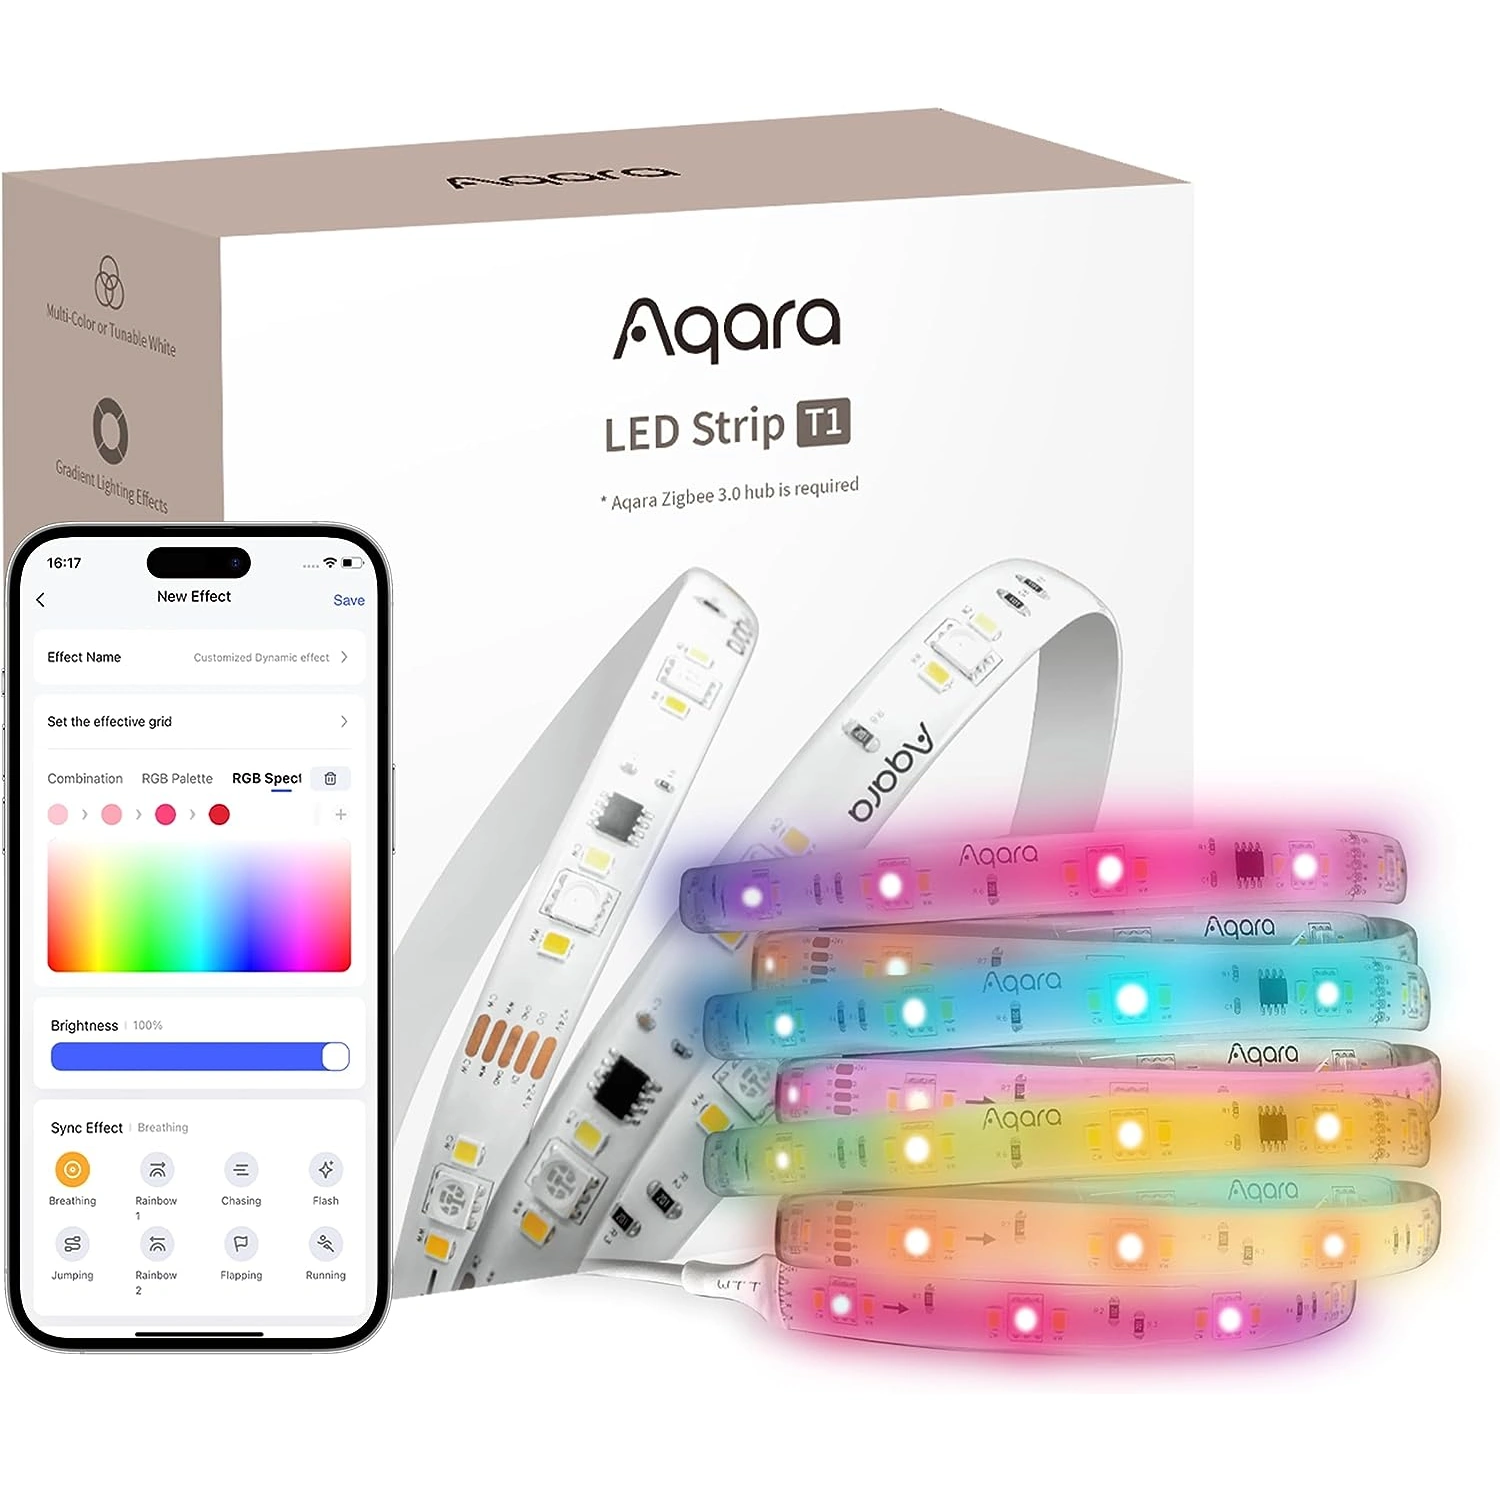 Aqara
Multi-Color or Tunable White
Gradient Lighting Effects
Aqara
LED Strip T1
* Aqara Zigbee 3.0 hub is required
16:17
New Effect
Save
Effect Name
Customized Dynamic effect
Set the effective grid
Combination
RGB Palette
RGB Spect
Brightness
100%
Sync Effect
Breathing
Breathing
Rainbow
1
Chasing
Flash
Jumping
Rainbow
2
Flapping
Running
Aqara
Aqara
Aqara
Aqara
Aqara
Aqara
Aqara